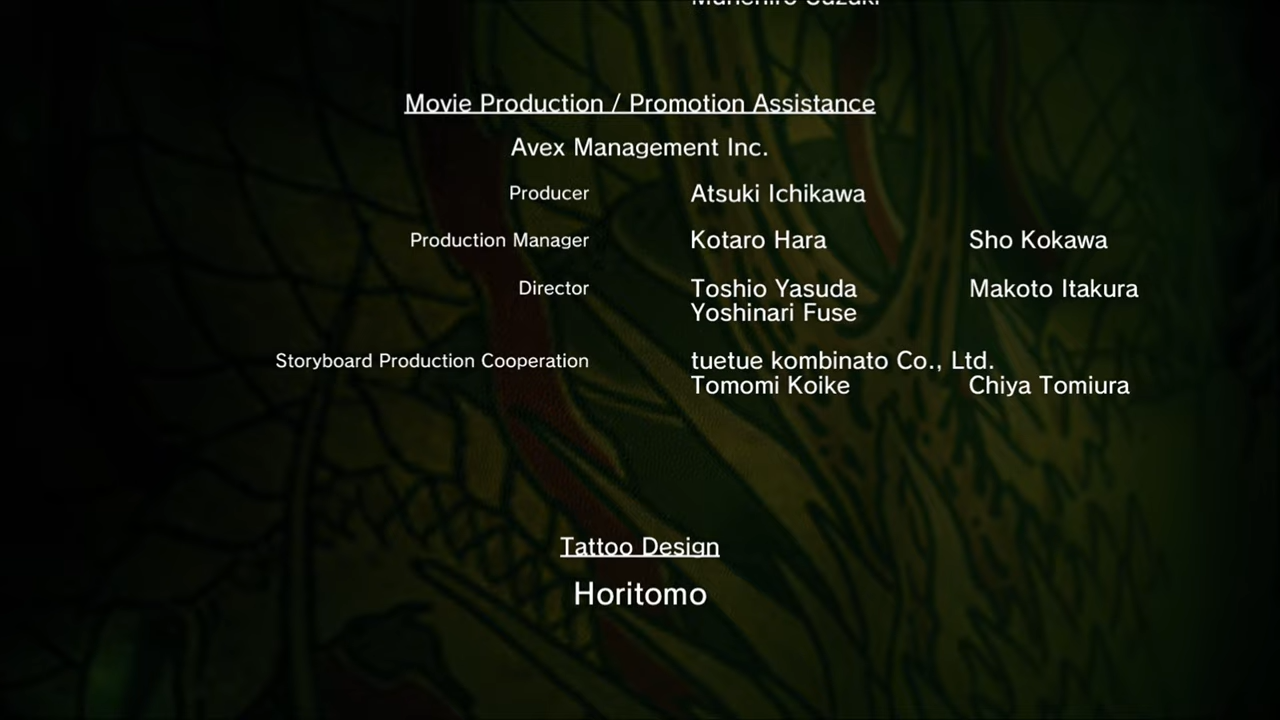 Movie Production / Promotion Assistance
Avex Management Inc.
Producer Atsuki Ichikawa
Production Manager Kotaro Hara Sho Kokawa
Director Toshio Yasuda Makoto Itakura
Yoshinari Fuse
Storyboard Production Cooperation tuetue kombinato Co., Ltd.
Tomomi Koike Chiya Tomiura
Tattoo Design
Horitomo